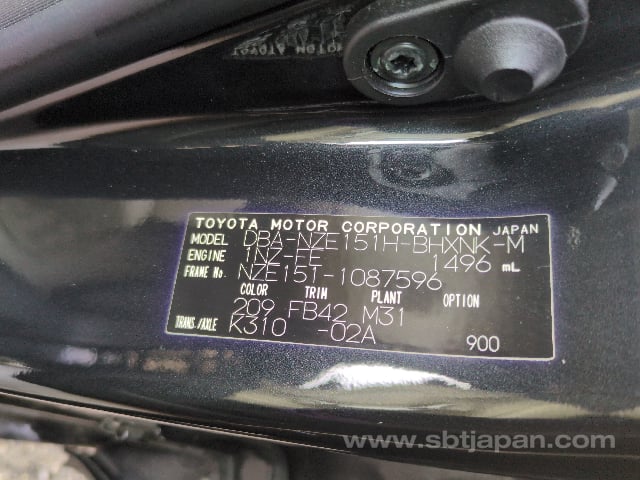 TOYOTA MOTOR CORPORATION JAPAN
MODEL DBA-NZE151H-BHXNK-M
ENGINE 1NZ-FE 1496 mL
FRAME No. NZE151-1087596
COLOR TRIM PLANT OPTION
209 FB42 M31
TRANS./AXLE K310 -02A
900
www.sbtjapan.com